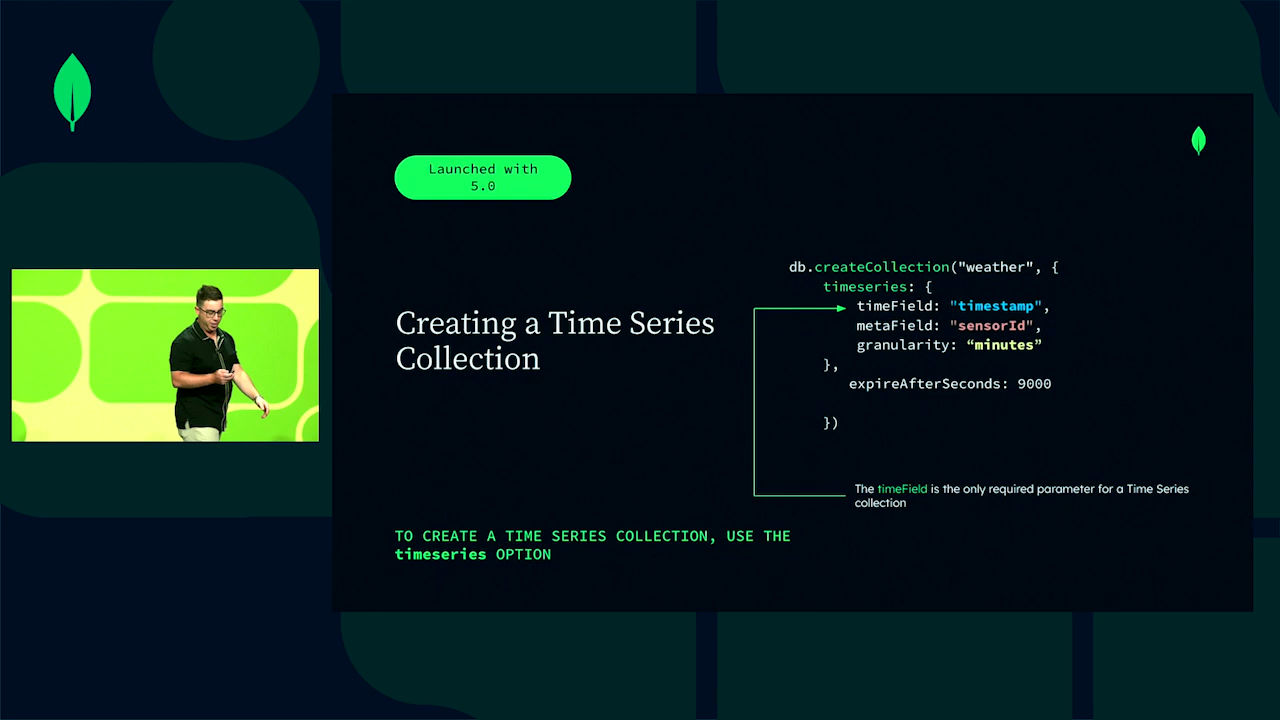 Launched with
5.0
Creating a Time Series
Collection
TO CREATE A TIME SERIES COLLECTION, USE THE
timeseries OPTION
db.createCollection("weather", {
timeseries: {
timeField: "timestamp",
metaField: "sensorId",
granularity: “minutes”
},
expireAfterSeconds: 9000
})
The timeField is the only required parameter for a Time Series
collection